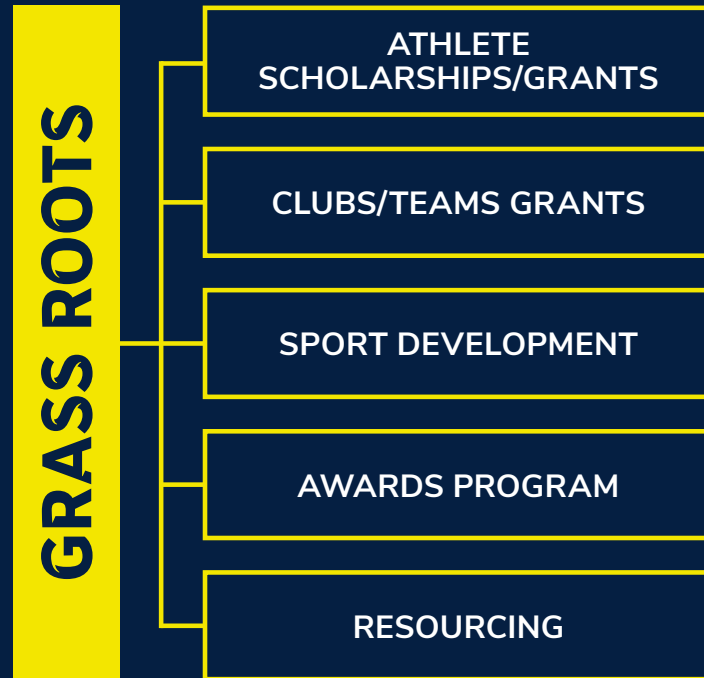 GRASS ROOTS
ATHLETE
SCHOLARSHIPS/GRANTS
CLUBS/TEAMS GRANTS
SPORT DEVELOPMENT
AWARDS PROGRAM
RESOURCING